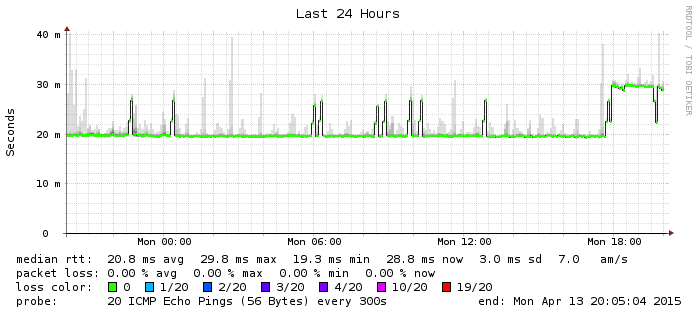 Last 24 Hours
RRDTOOL / TOBI OETIKER
Seconds
40 m
30 m
20 m
10 m
0
Mon 00:00 Mon 06:00 Mon 12:00 Mon 18:00
median rtt: 20.8 ms avg 29.8 ms max 19.3 ms min 28.8 ms now 3.0 ms sd 7.0 am/s
packet loss: 0.00 % avg 0.00 % max 0.00 % min 0.00 % now
loss color: 0 1/20 2/20 3/20 4/20 10/20 19/20
probe: 20 ICMP Echo Pings (56 Bytes) every 300s end: Mon Apr 13 20:05:04 2015